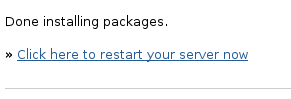 Done installing packages.
» Click here to restart your server now